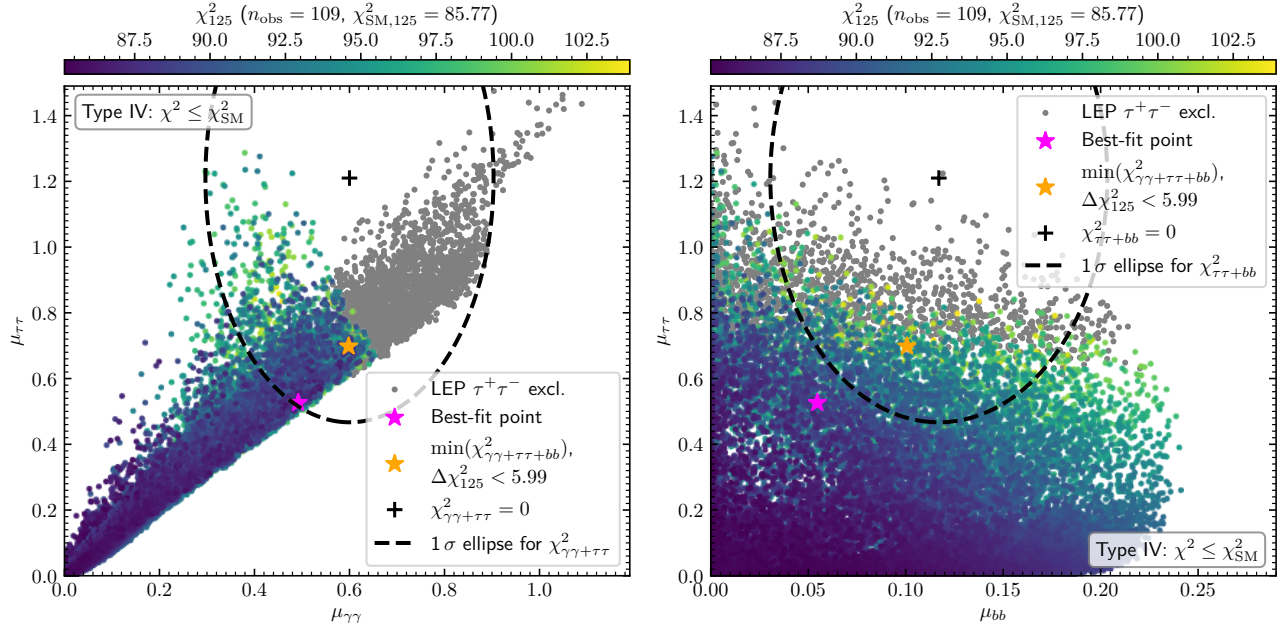 χ²₁₂₅ (n_obs = 109, χ²_SM,125 = 85.77)
87.5 90.0 92.5 95.0 97.5 100.0 102.5
Type IV: χ² ≤ χ²_SM
1.4
1.2
1.0
0.8
0.6
0.4
0.2
0.0
μ_ττ
LEP τ⁺τ⁻ excl.
Best-fit point
min(χ²_γγ+ττ+bb),
Δχ²₁₂₅ < 5.99
χ²_γγ+ττ = 0
1σ ellipse for χ²_γγ+ττ
0.0 0.2 0.4 0.6 0.8 1.0
μ_γγ
χ²₁₂₅ (n_obs = 109, χ²_SM,125 = 85.77)
87.5 90.0 92.5 95.0 97.5 100.0 102.5
1.4
1.2
1.0
0.8
0.6
0.4
0.2
0.0
μ_ττ
LEP τ⁺τ⁻ excl.
Best-fit point
min(χ²_γγ+ττ+bb),
Δχ²₁₂₅ < 5.99
χ²_ττ+bb = 0
1σ ellipse for χ²_ττ+bb
Type IV: χ² ≤ χ²_SM
0.00 0.05 0.10 0.15 0.20 0.25
μ_bb